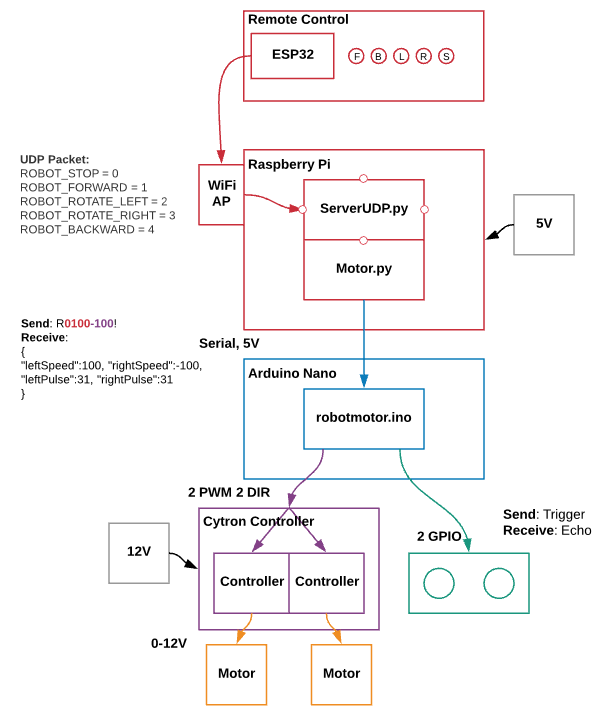 Remote Control
ESP32
F B L R S
UDP Packet:
ROBOT_STOP = 0
ROBOT_FORWARD = 1
ROBOT_ROTATE_LEFT = 2
ROBOT_ROTATE_RIGHT = 3
ROBOT_BACKWARD = 4
Raspberry Pi
WiFi
AP
ServerUDP.py
Motor.py
5V
Send: R0100-100!
Receive:
{
"leftSpeed":100, "rightSpeed":-100,
"leftPulse":31, "rightPulse":31
}
Serial, 5V
Arduino Nano
robotmotor.ino
2 PWM 2 DIR
Cytron Controller
12V
Controller
Controller
2 GPIO
Send: Trigger
Receive: Echo
0-12V
Motor
Motor